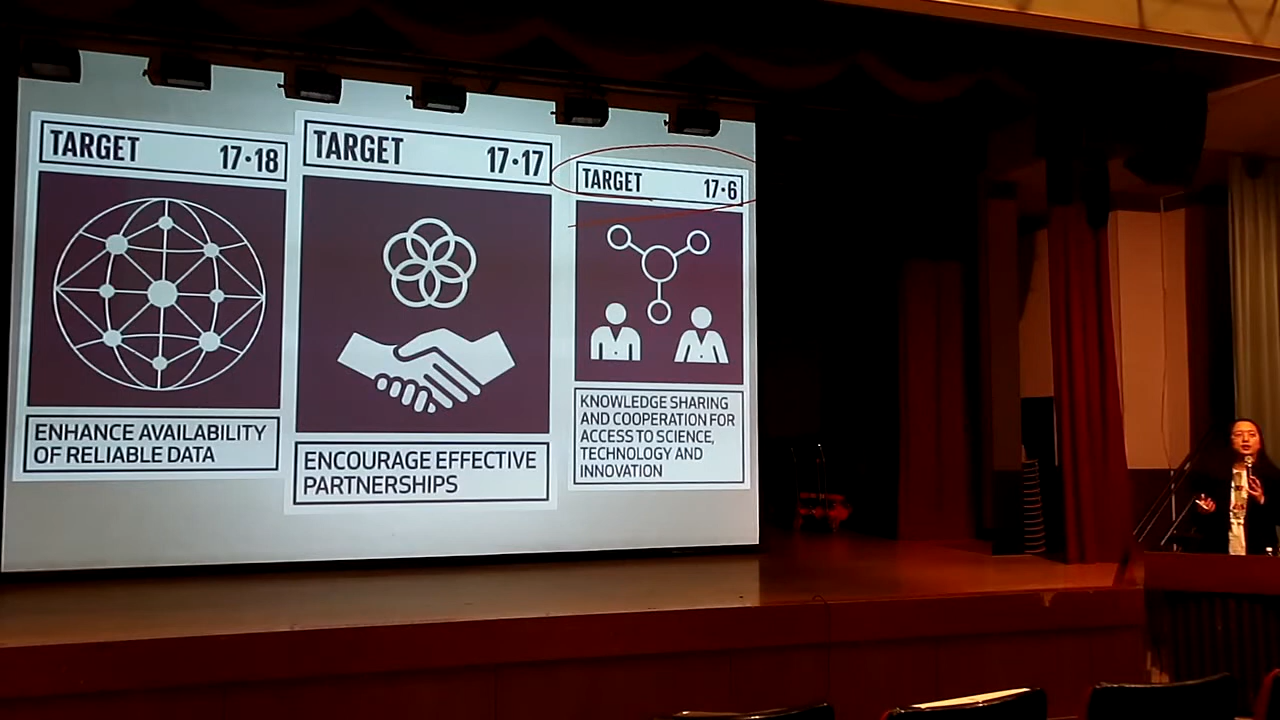 TARGET 17·18
ENHANCE AVAILABILITY
OF RELIABLE DATA
TARGET 17·17
ENCOURAGE EFFECTIVE
PARTNERSHIPS
TARGET 17·6
KNOWLEDGE SHARING
AND COOPERATION FOR
ACCESS TO SCIENCE,
TECHNOLOGY AND
INNOVATION